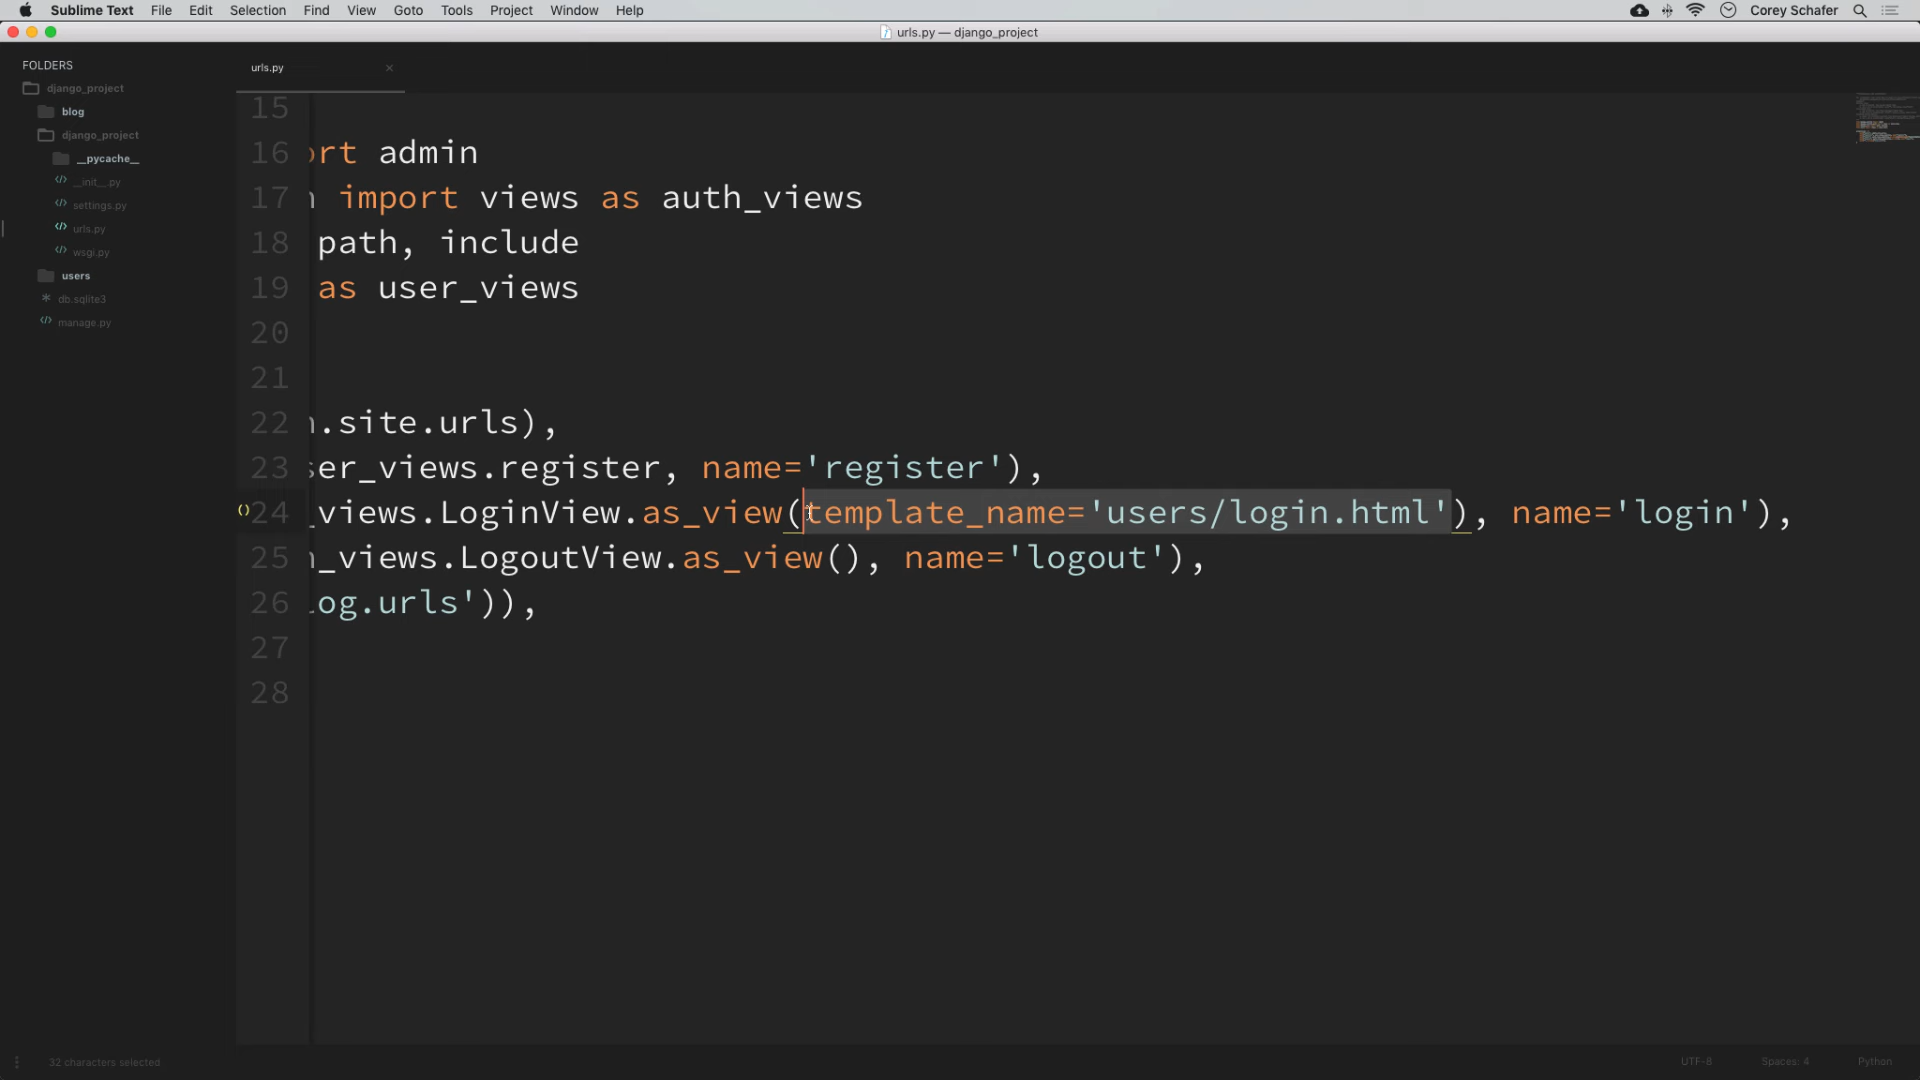 Sublime Text File Edit Selection Find View Goto Tools Project Window Help Corey Schafer
urls.py — django_project
FOLDERS
django_project
blog
django_project
__pycache__
__init__.py
settings.py
urls.py
wsgi.py
users
db.sqlite3
manage.py
urls.py
15
16 ort admin
17 import views as auth_views
18 path, include
19 as user_views
20
21
22 .site.urls),
23 ser_views.register, name='register'),
24 _views.LoginView.as_view(template_name='users/login.html'), name='login'),
25 _views.LogoutView.as_view(), name='logout'),
26 log.urls')),
27
28
32 characters selected UTF-8 Spaces: 4 Python